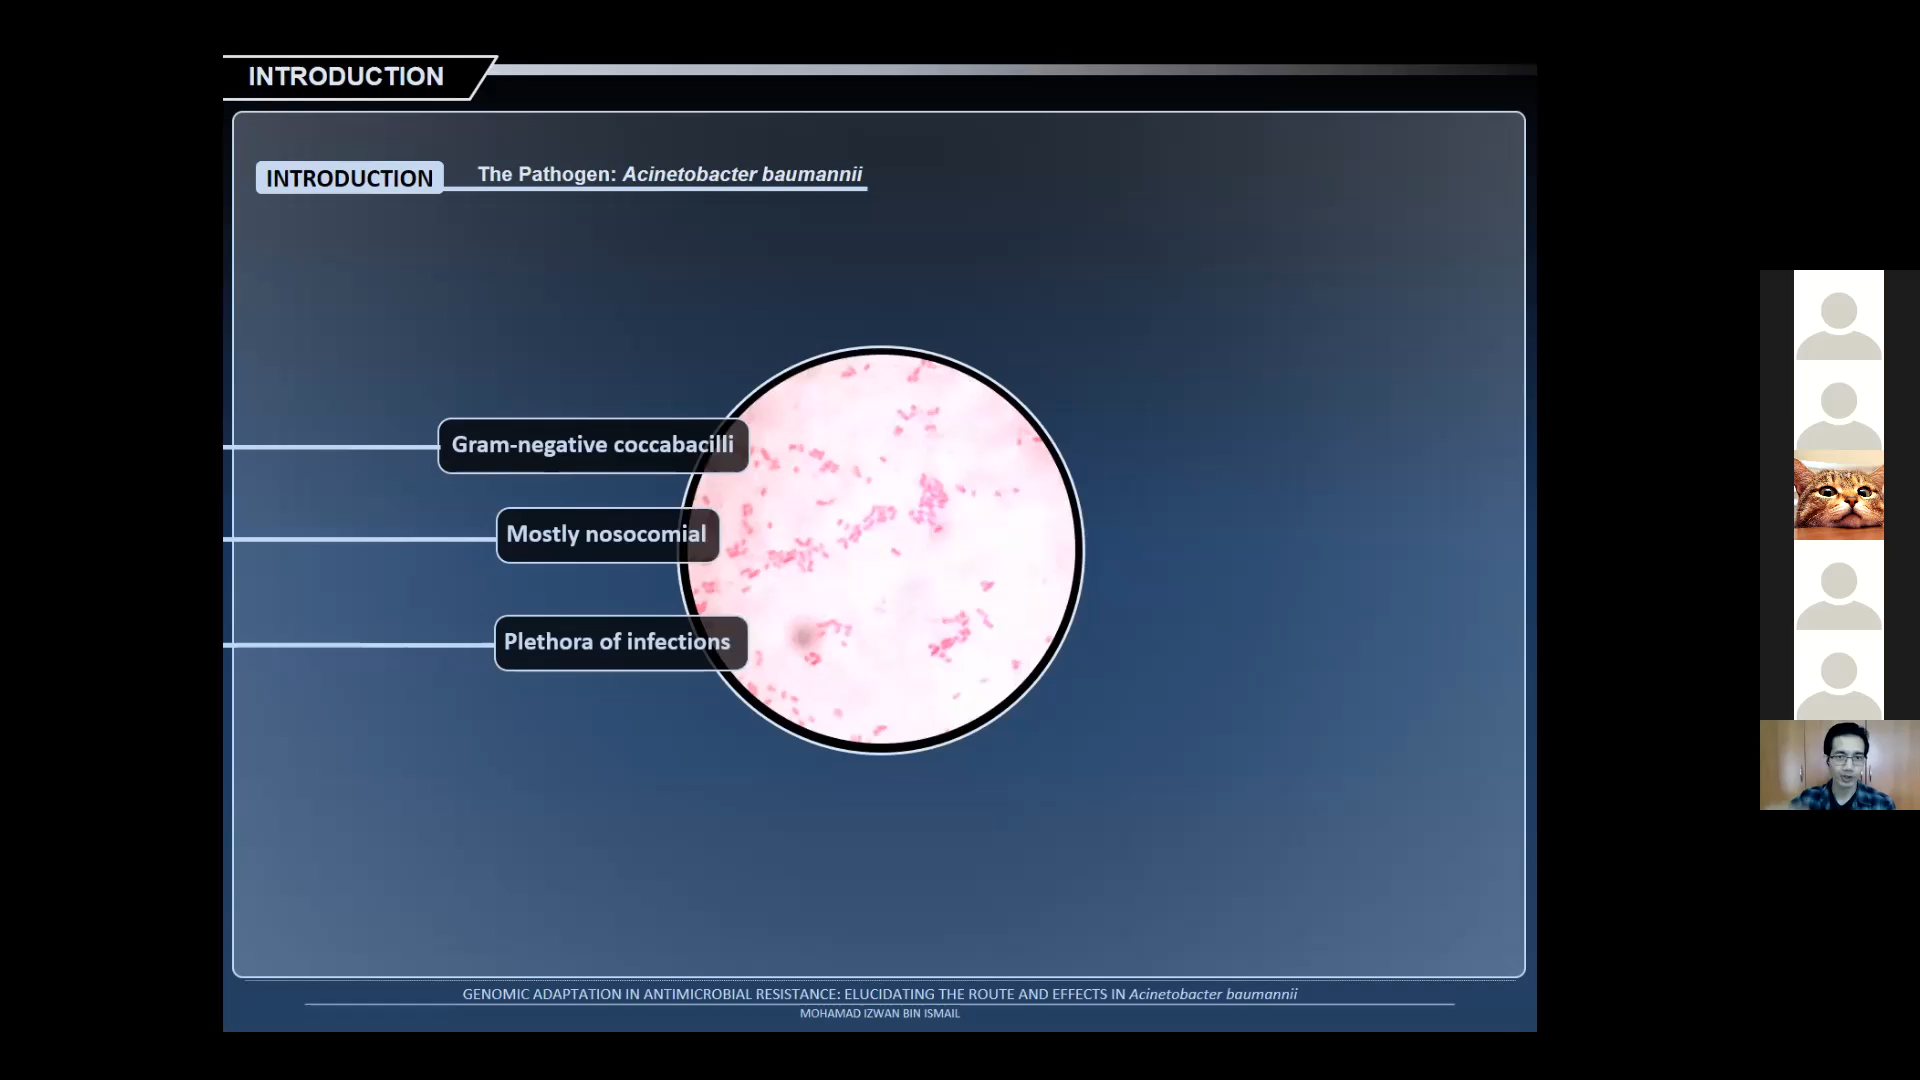 INTRODUCTION
INTRODUCTION
The Pathogen: Acinetobacter baumannii
Gram-negative coccabacilli
Mostly nosocomial
Plethora of infections
GENOMIC ADAPTATION IN ANTIMICROBIAL RESISTANCE: ELUCIDATING THE ROUTE AND EFFECTS IN Acinetobacter baumannii
MOHAMAD IZWAN BIN ISMAIL